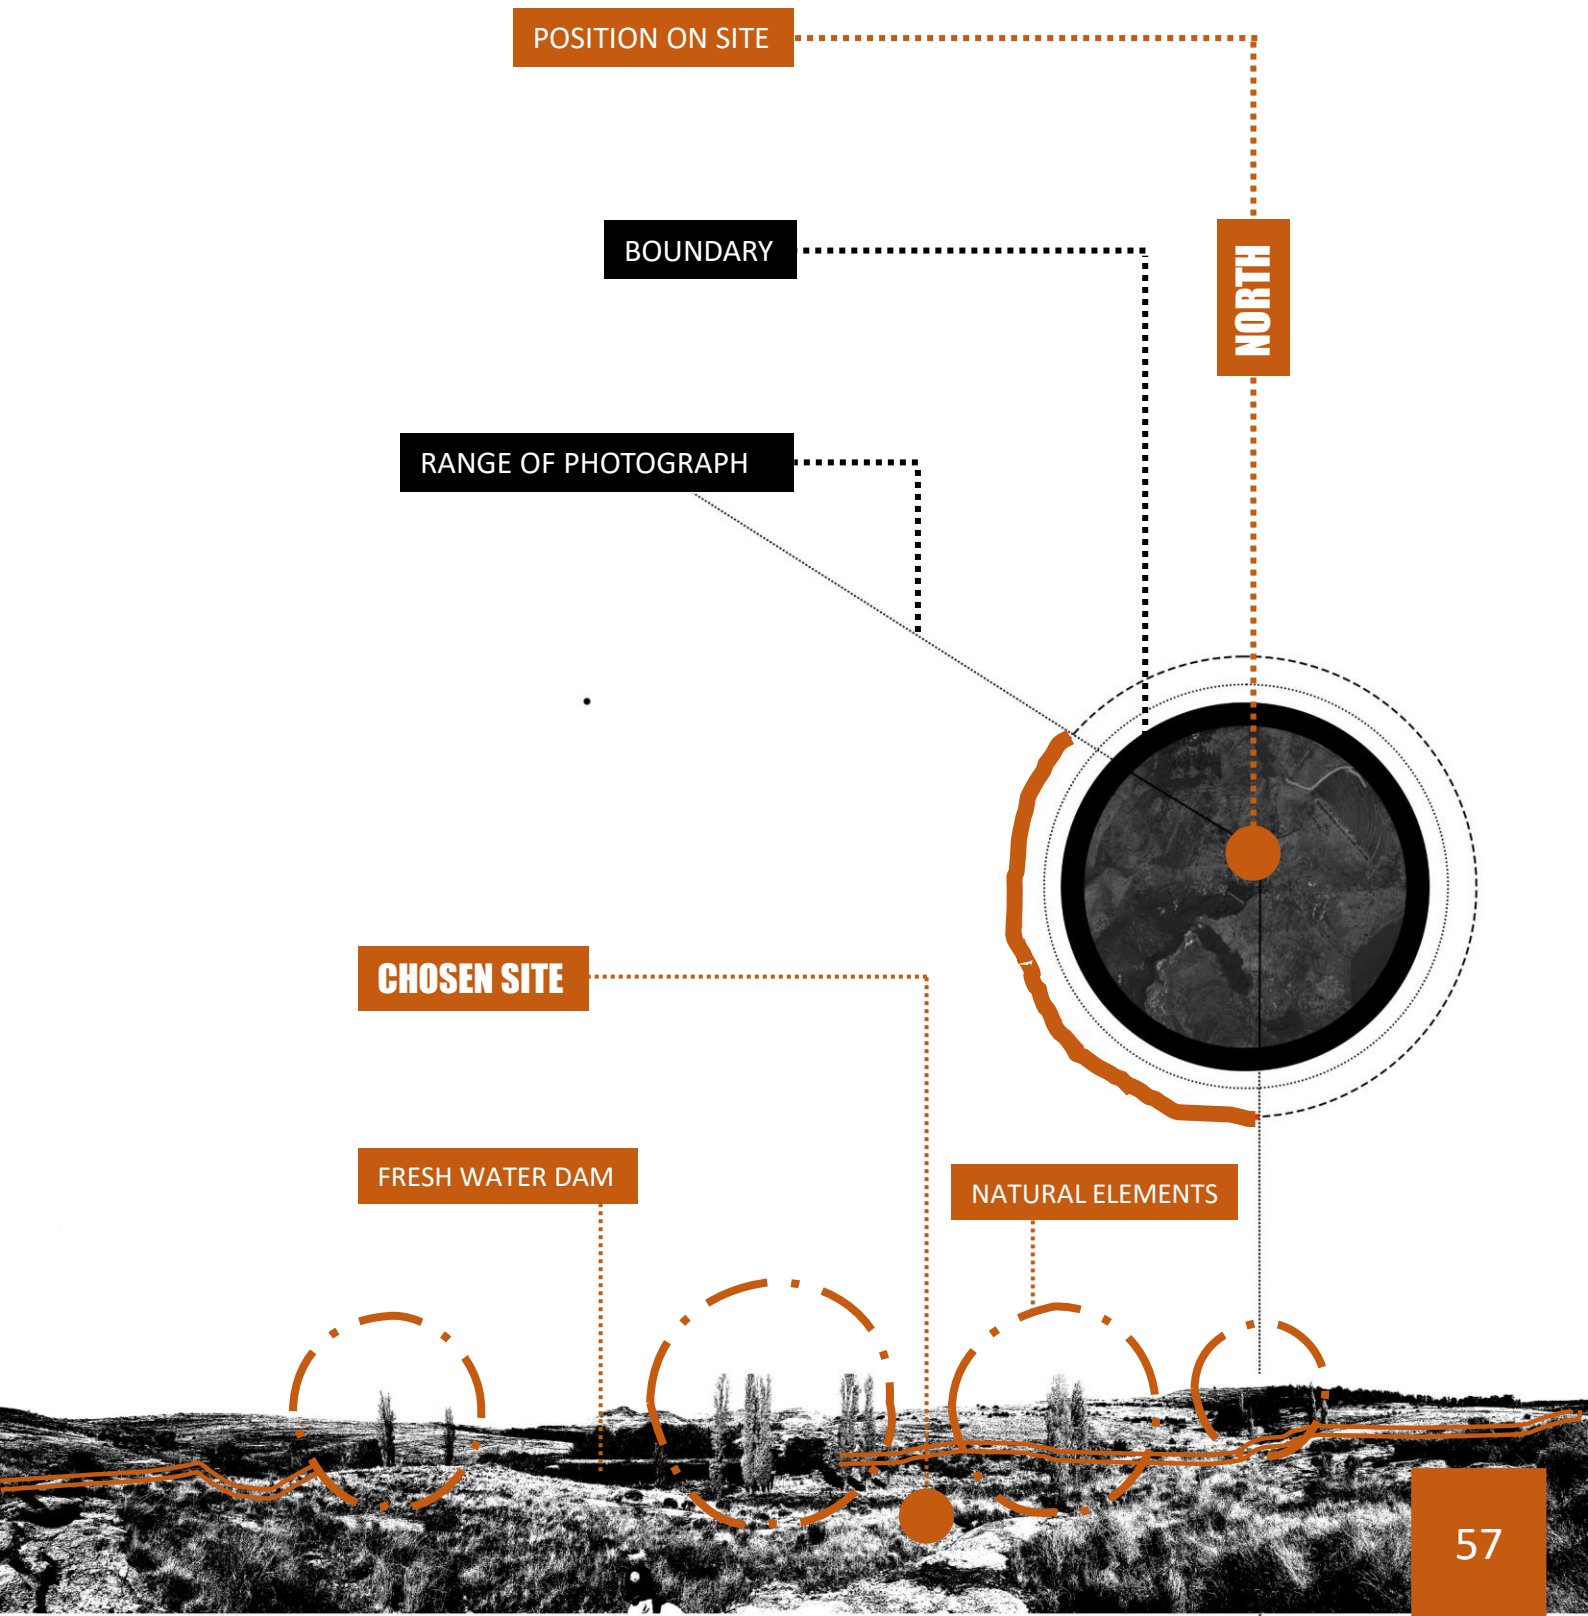 POSITION ON SITE
BOUNDARY
NORTH
RANGE OF PHOTOGRAPH
CHOSEN SITE
FRESH WATER DAM
NATURAL ELEMENTS
57